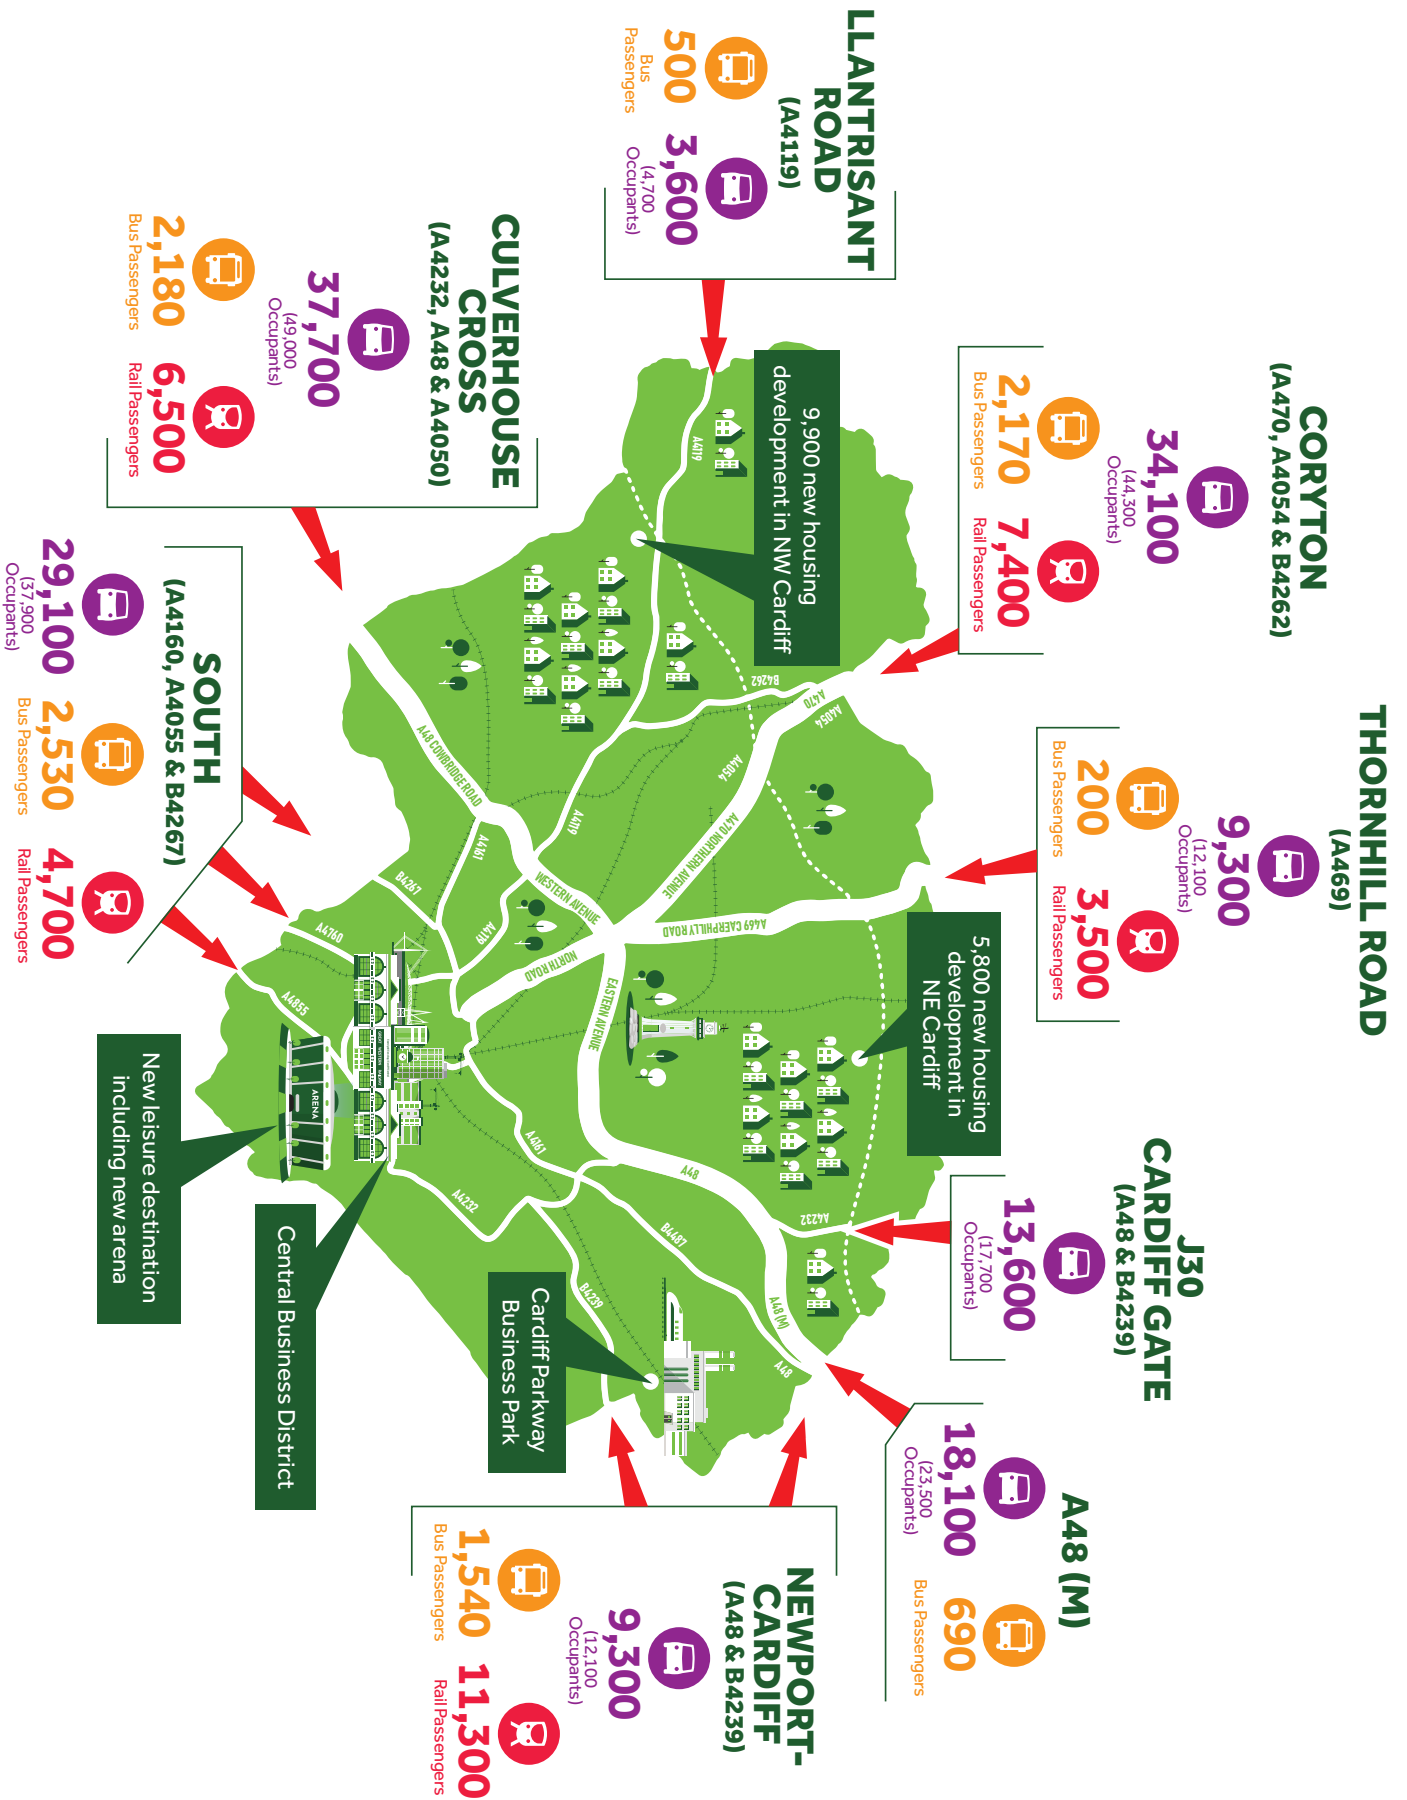 LLANTRISANT
ROAD
(A4119)
500
Bus
Passengers
3,600
(4,700
Occupants)
CORYTON
(A470, A4054 & B4262)
34,100
(44,300
Occupants)
2,170
Bus Passengers
7,400
Rail Passengers
THORNHILL ROAD
(A469)
9,300
(12,100
Occupants)
200
Bus Passengers
3,500
Rail Passengers
J30
CARDIFF GATE
(A48 & B4239)
13,600
(17,700
Occupants)
A48 (M)
18,100
(23,500
Occupants)
690
Bus Passengers
NEWPORT-
CARDIFF
(A48 & B4239)
9,300
(12,100
Occupants)
1,540
Bus Passengers
11,300
Rail Passengers
CULVERHOUSE
CROSS
(A4232, A48 & A4050)
37,700
(49,000
Occupants)
2,180
Bus Passengers
6,500
Rail Passengers
SOUTH
(A4160, A4055 & B4267)
29,100
(37,900
Occupants)
2,530
Bus Passengers
4,700
Rail Passengers
9,900 new housing
development in NW Cardiff
5,800 new housing
development in
NE Cardiff
Cardiff Parkway
Business Park
Central Business District
New leisure destination
including new arena
A4119
B4262
A470
A4054
A4054
A470 NORTHERN AVENUE
A469 CAERPHILLY ROAD
A4119
A48 COWBRIDGE ROAD
WESTERN AVENUE
A4161
B4267
A4119
NORTH ROAD
EASTERN AVENUE
A4760
A4855
A4161
A4232
A48
A4232
B4487
B4239
A48 (M)
A48
ARENA
GREAT WESTERN RAILWAY